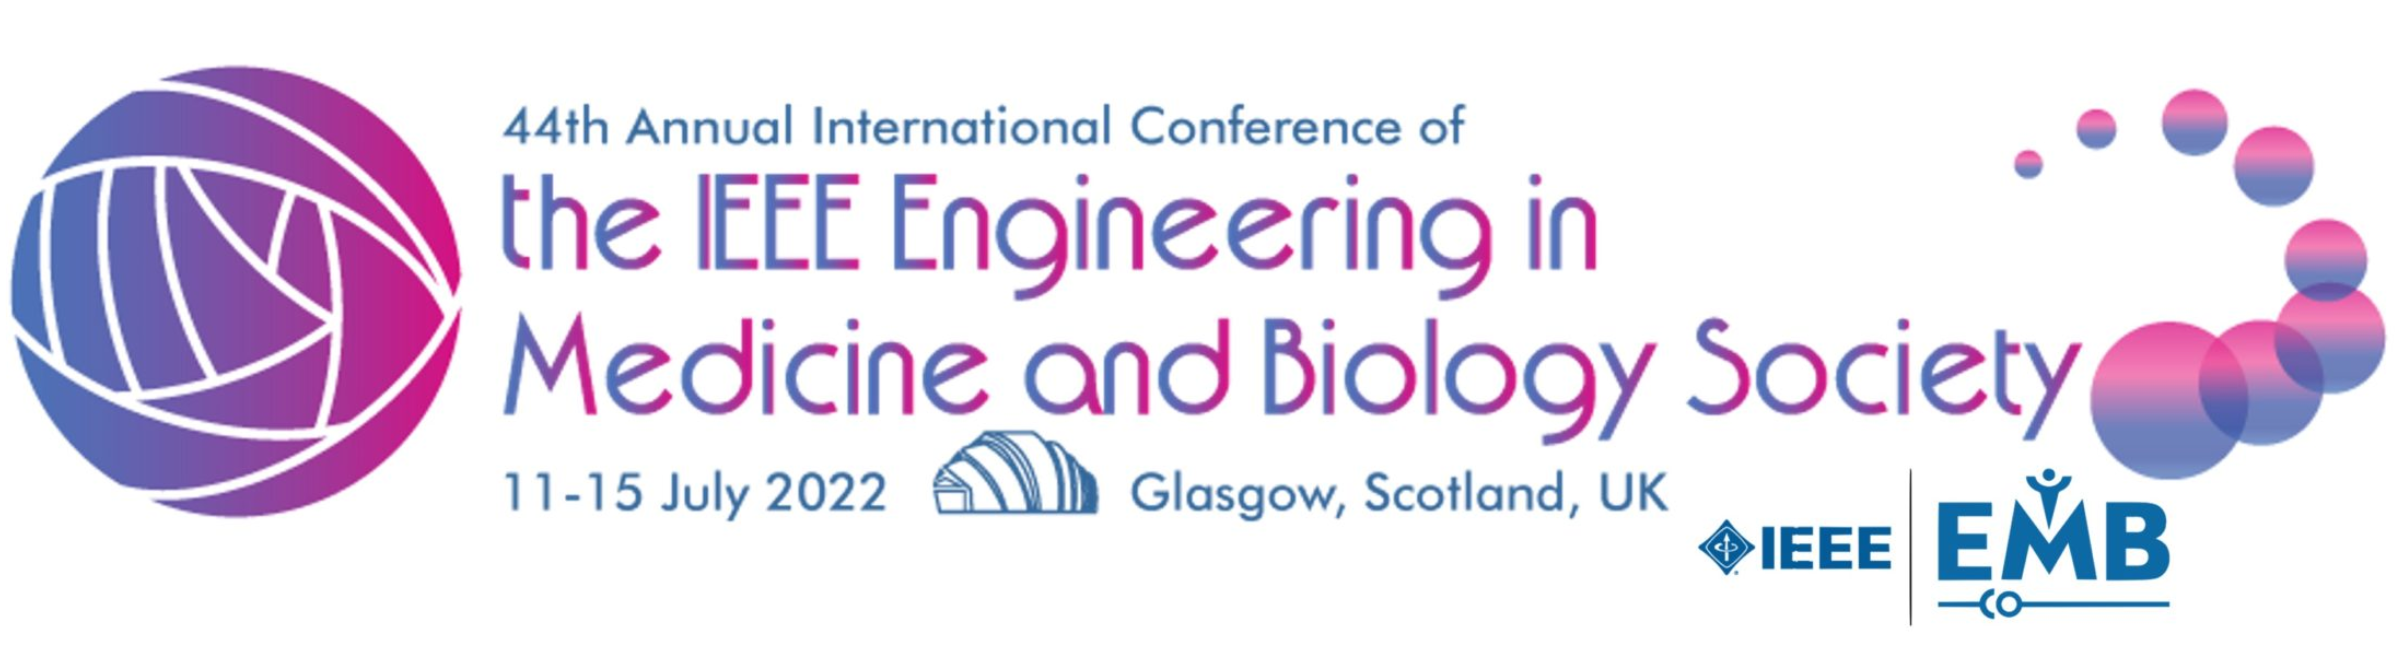 44th Annual International Conference of
the IEEE Engineering in
Medicine and Biology Society
11-15 July 2022 Glasgow, Scotland, UK
IEEE EMB